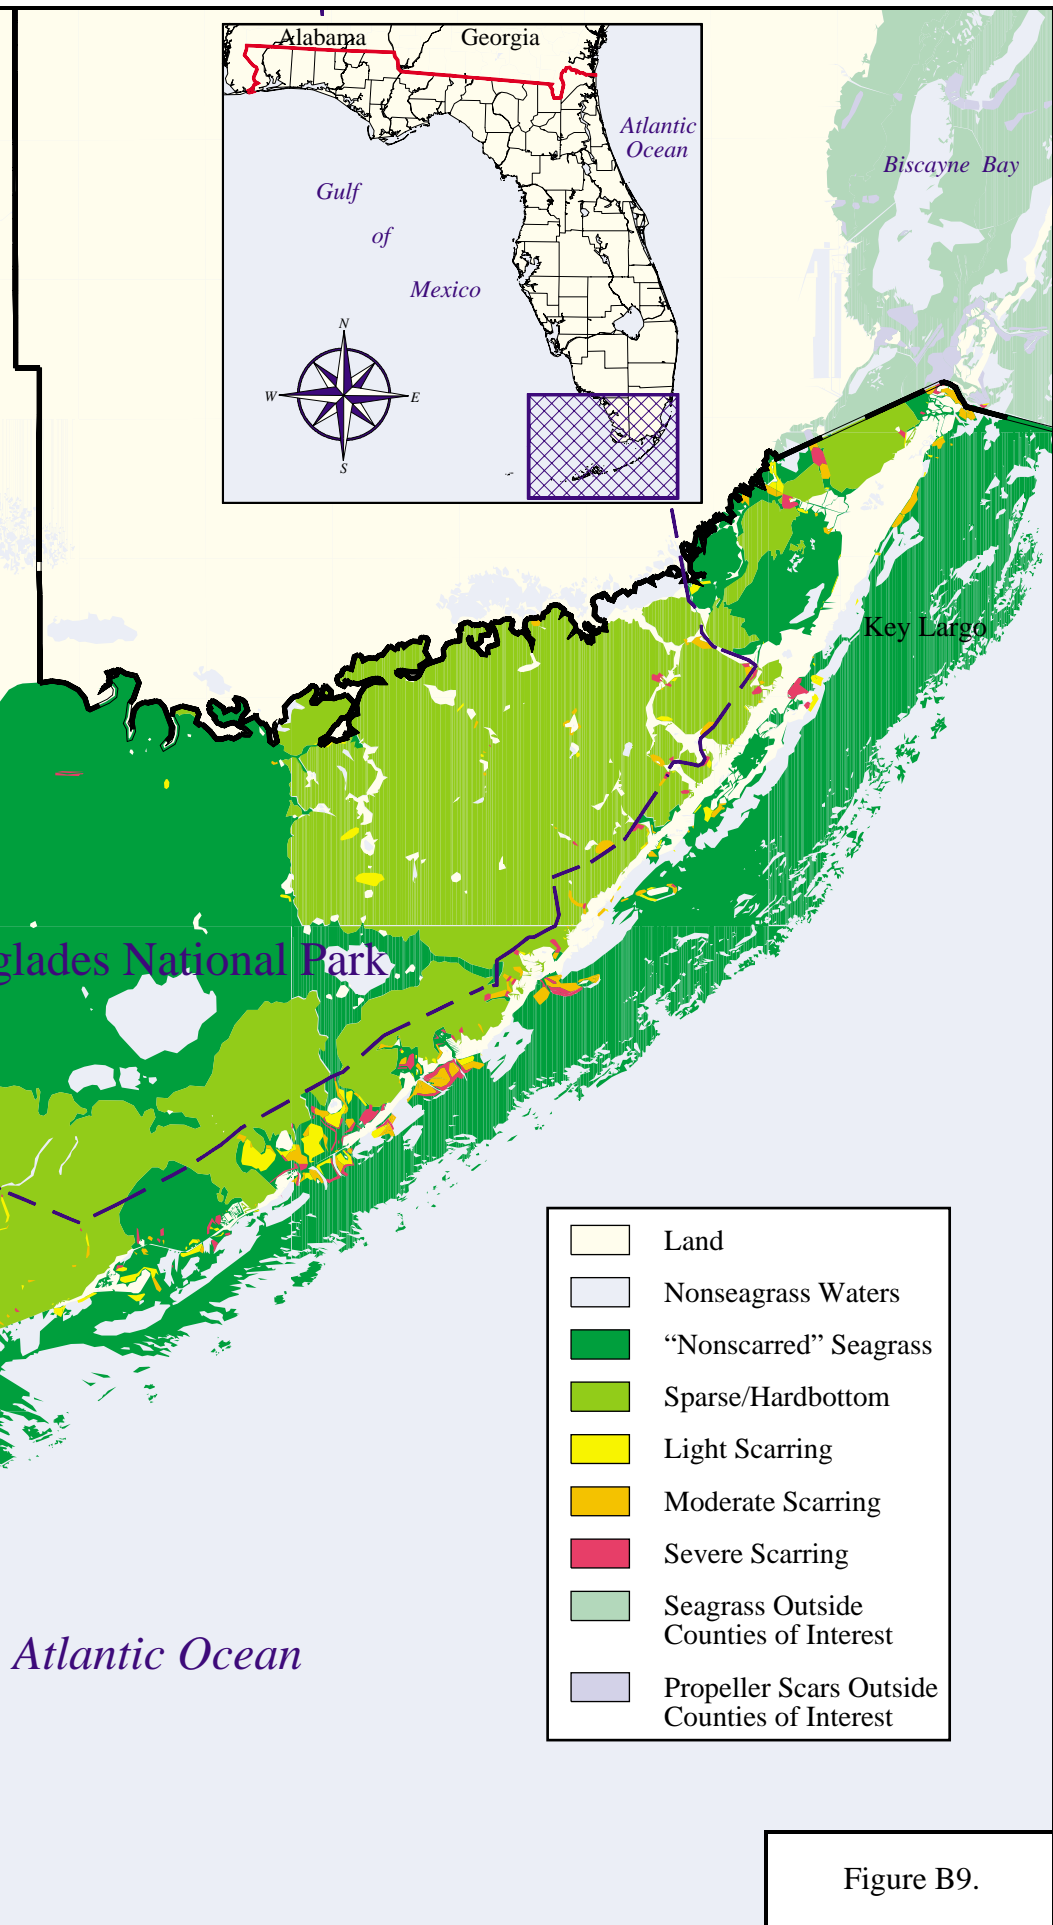 Alabama
Georgia
Atlantic
Ocean
Gulf
of
Mexico
N
W
E
S
Biscayne Bay
Key Largo
glades National Park
Land
Nonseagrass Waters
“Nonscarred” Seagrass
Sparse/Hardbottom
Light Scarring
Moderate Scarring
Severe Scarring
Seagrass Outside
Counties of Interest
Propeller Scars Outside
Counties of Interest
Atlantic Ocean
Figure B9.